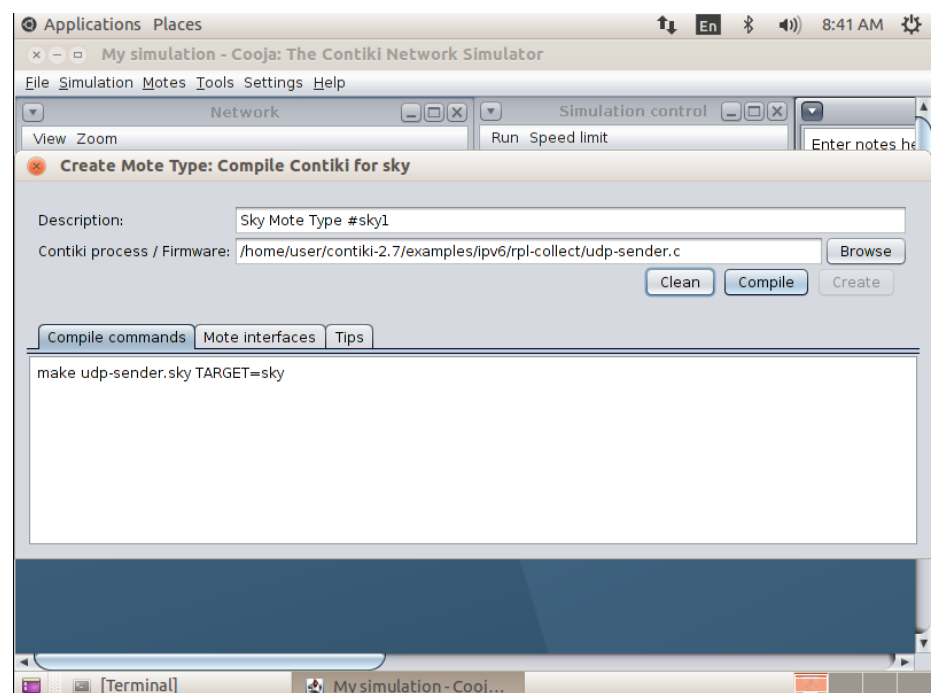 Applications Places En 8:41 AM
My simulation - Cooja: The Contiki Network Simulator
File Simulation Motes Tools Settings Help
Network Simulation control
View Zoom Run Speed limit Enter notes he
Create Mote Type: Compile Contiki for sky
Description: Sky Mote Type #sky1
Contiki process / Firmware: /home/user/contiki-2.7/examples/ipv6/rpl-collect/udp-sender.c Browse
Clean Compile Create
Compile commands Mote interfaces Tips
make udp-sender.sky TARGET=sky
[Terminal] My simulation - Cooj...